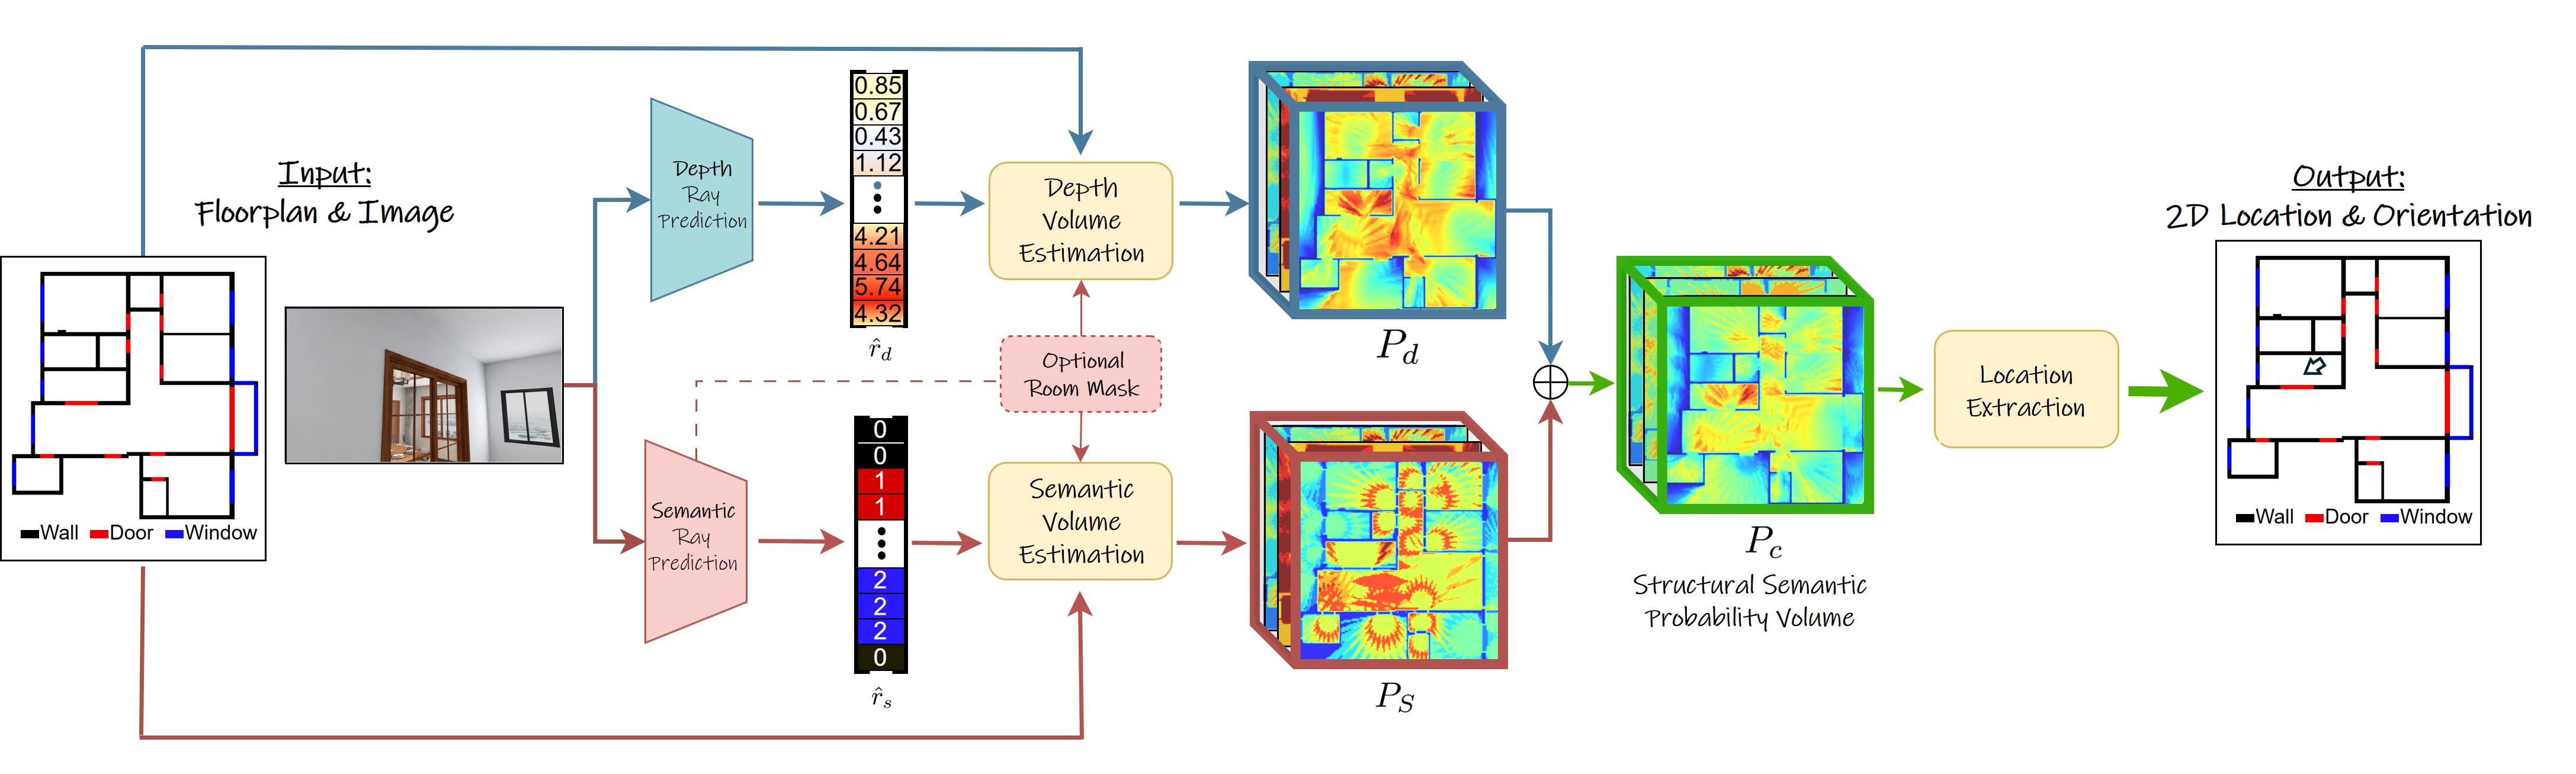 Input:
Floorplan & Image
Wall Door Window
Depth
Ray
Prediction
0.85
0.67
0.43
1.12
4.21
4.64
5.74
4.32
r̂_d
Depth
Volume
Estimation
P_d
Optional
Room Mask
Semantic
Ray
Prediction
0
0
1
1
2
2
2
0
r̂_s
Semantic
Volume
Estimation
P_S
P_c
Structural Semantic
Probability Volume
Location
Extraction
Output:
2D Location & Orientation
Wall Door Window